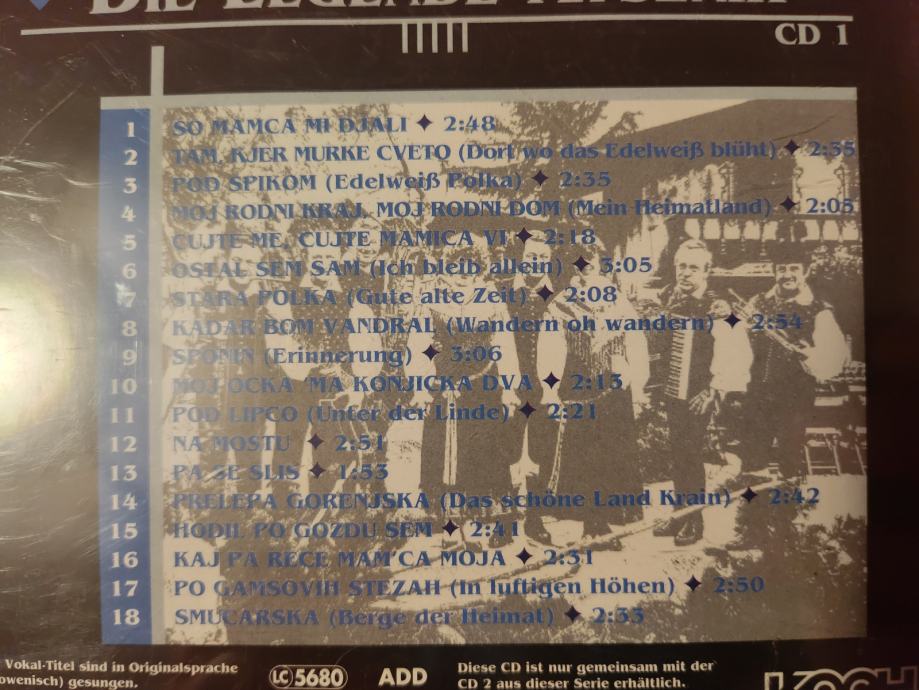 DIE LEGENDE
CD 1
1 SO MAMCA MI DJALI ✦ 2:48
2 TAM, KJER MURKE CVETO (Dort wo das Edelweiß blüht) ✦ 2:35
3 POD SPIKOM (Edelweiß Polka) ✦ 2:35
4 MOJ RODNI KRAJ, MOJ RODNI DOM (Mein Heimatland) ✦ 2:05
5 CUJTE ME, CUJTE MAMICA VI ✦ 2:18
6 OSTAL SEM SAM (Ich bleib allein) ✦ 3:05
7 STARA POLKA (Gute alte Zeit) ✦ 2:08
8 KADAR BOM VANDRAL (Wandern oh wandern) ✦ 2:54
9 SPOMIN (Erinnerung) ✦ 3:06
10 MOJ OCKA 'MA KONJICKA DVA ✦ 2:13
11 POD LIPCO (Unter der Linde) ✦ 2:21
12 NA MOSTU ✦ 2:51
13 PA SE SLIS ✦ 1:53
14 PRELEPA GORENJSKA (Das schöne Land Krain) ✦ 2:42
15 HODIL PO GOZDU SEM ✦ 2:41
16 KAJ PA RECE MAM'CA MOJA ✦ 2:31
17 PO GAMSOVIH STEZAH (In luftigen Höhen) ✦ 2:50
18 SMUCARSKA (Berge der Heimat) ✦ 2:33
Vokal-Titel sind in Originalsprache
owenisch) gesungen.
LC 5680
ADD
Diese CD ist nur gemeinsam mit der
CD 2 aus dieser Serie erhältlich.
KOCH